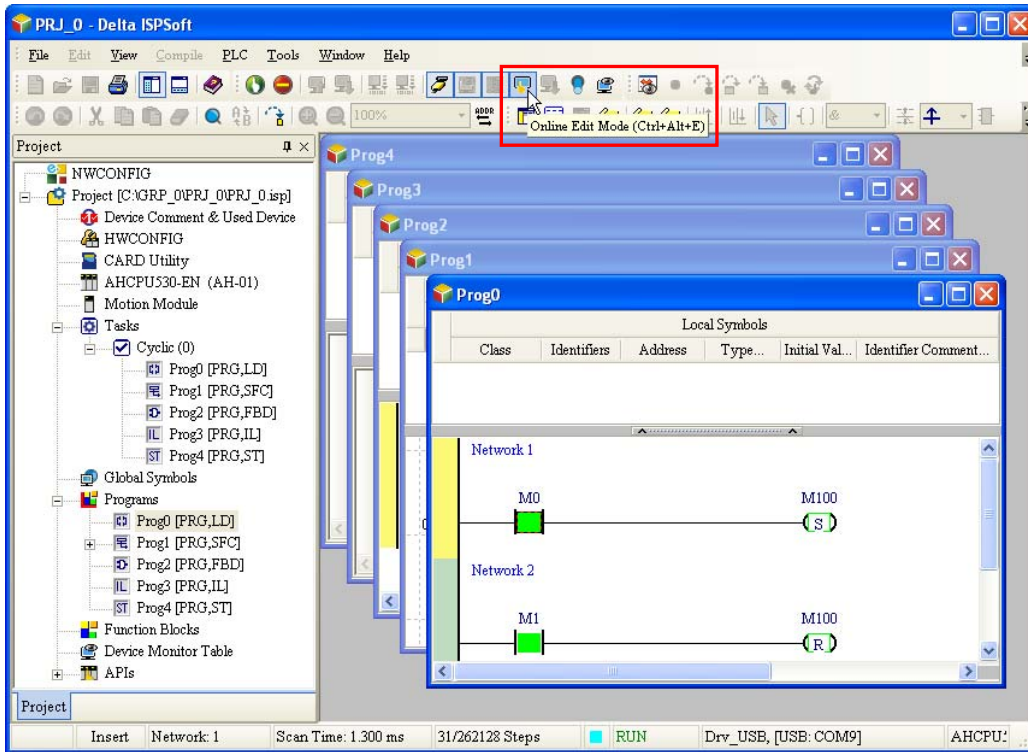 PRJ_0 - Delta ISPSoft
File Edit View Compile PLC Tools Window Help
100%
ADDR
&
Online Edit Mode (Ctrl+Alt+E)
Project
NWCONFIG
Project [C:\GRP_0\PRJ_0\PRJ_0.isp]
Device Comment & Used Device
HWCONFIG
CARD Utility
AHCPU530-EN (AH-01)
Motion Module
Tasks
Cyclic (0)
Prog0 [PRG,LD]
Prog1 [PRG,SFC]
Prog2 [PRG,FBD]
IL Prog3 [PRG,IL]
ST Prog4 [PRG,ST]
Global Symbols
Programs
Prog0 [PRG,LD]
Prog1 [PRG,SFC]
Prog2 [PRG,FBD]
IL Prog3 [PRG,IL]
ST Prog4 [PRG,ST]
Function Blocks
Device Monitor Table
APIs
Project
Prog4
Prog3
Prog2
Prog1
Prog0
Local Symbols
Class Identifiers Address Type... Initial Val... Identifier Comment...
Network 1
M0 M100
S
Network 2
M1 M100
R
Insert Network: 1 Scan Time: 1.300 ms 31/262128 Steps RUN Drv_USB, [USB: COM9]